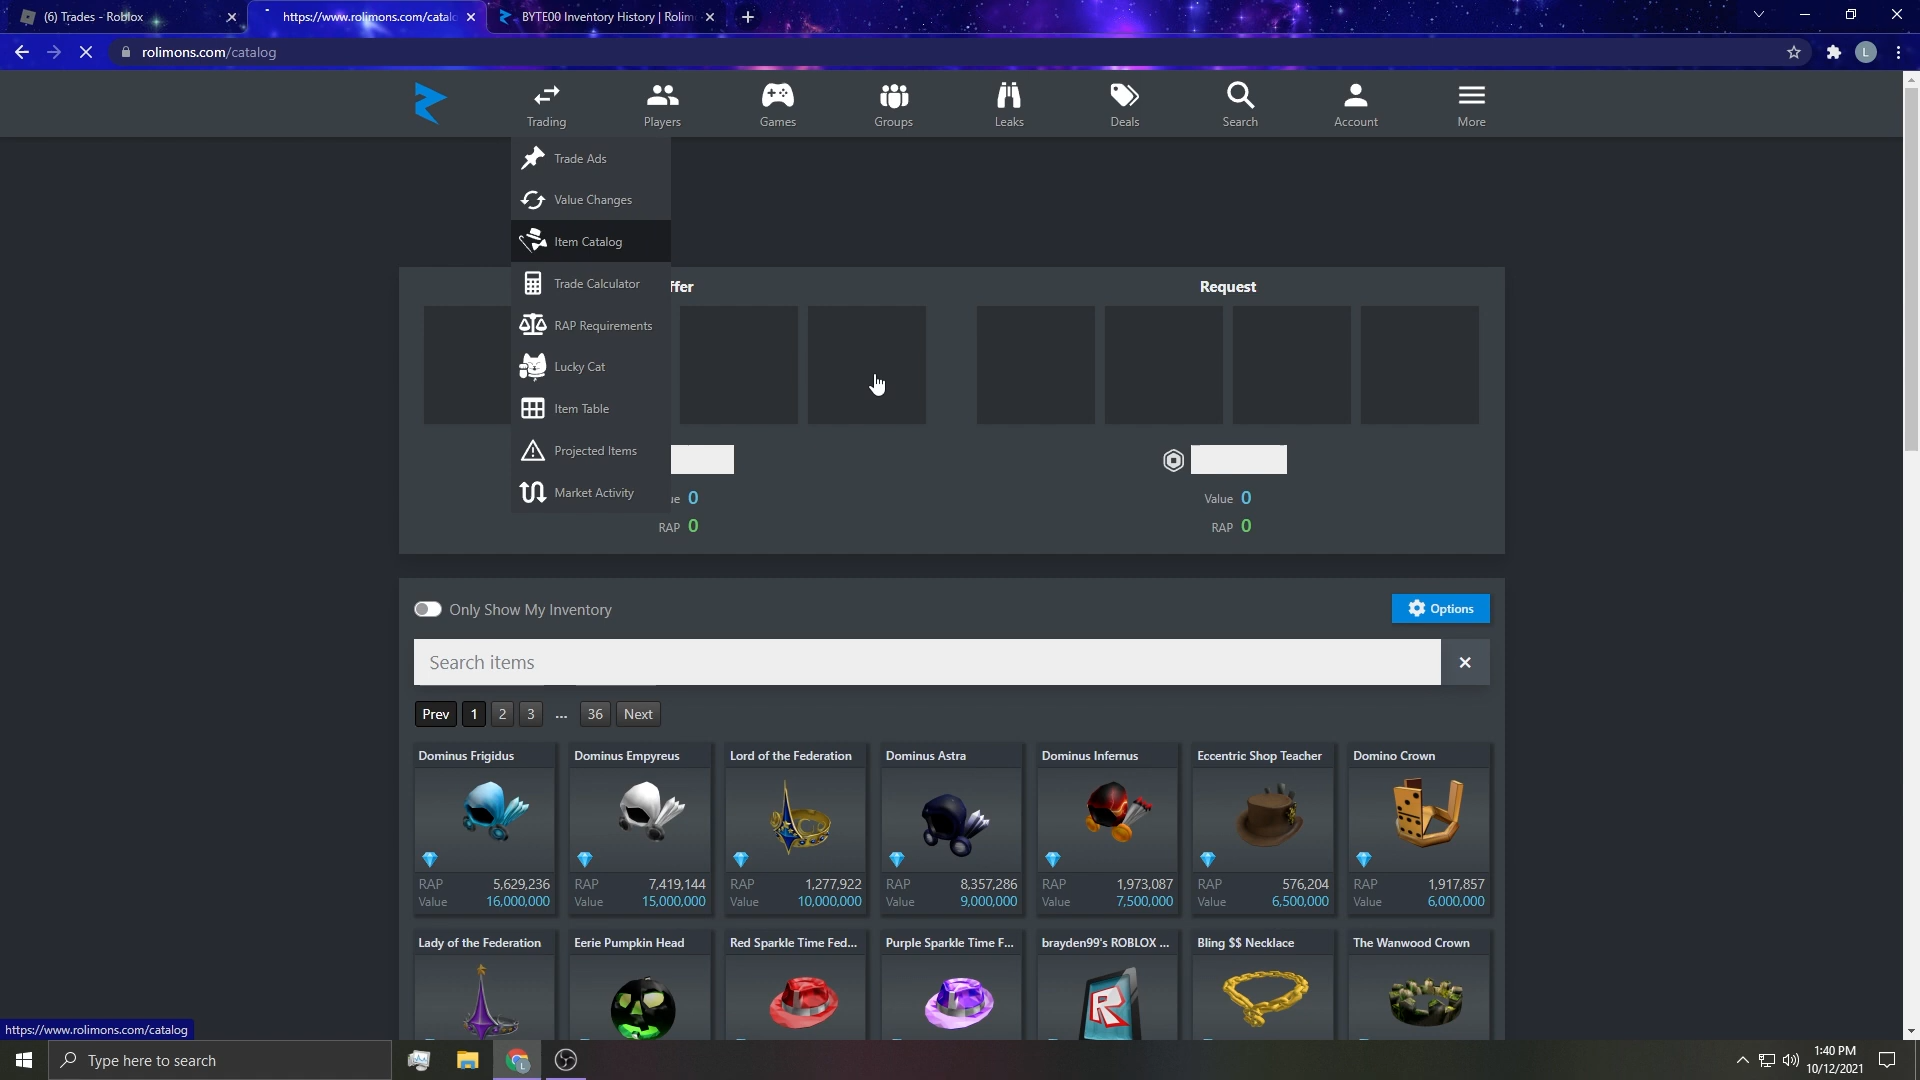 (6) Trades - Roblox
https://www.rolimons.com/catal
BYTE00 Inventory History | Rolim
rolimons.com/catalog
Trading
Players
Games
Groups
Leaks
Deals
Search
Account
More
Trade Ads
Value Changes
Item Catalog
Trade Calculator
RAP Requirements
Lucky Cat
Item Table
Projected Items
Market Activity
ffer
Request
ue 0
Value 0
RAP 0
RAP 0
Only Show My Inventory
Options
Search items
Prev 1 2 3 ... 36 Next
Dominus Frigidus
Dominus Empyreus
Lord of the Federation
Dominus Astra
Dominus Infernus
Eccentric Shop Teacher
Domino Crown
RAP 5,629,236
RAP 7,419,144
RAP 1,277,922
RAP 8,357,286
RAP 1,973,087
RAP 576,204
RAP 1,917,857
Value 16,000,000
Value 15,000,000
Value 10,000,000
Value 9,000,000
Value 7,500,000
Value 6,500,000
Value 6,000,000
Lady of the Federation
Eerie Pumpkin Head
Red Sparkle Time Fed...
Purple Sparkle Time F...
brayden99's ROBLOX ...
Bling $$ Necklace
The Wanwood Crown
https://www.rolimons.com/catalog
Type here to search
1:40 PM
10/12/2021